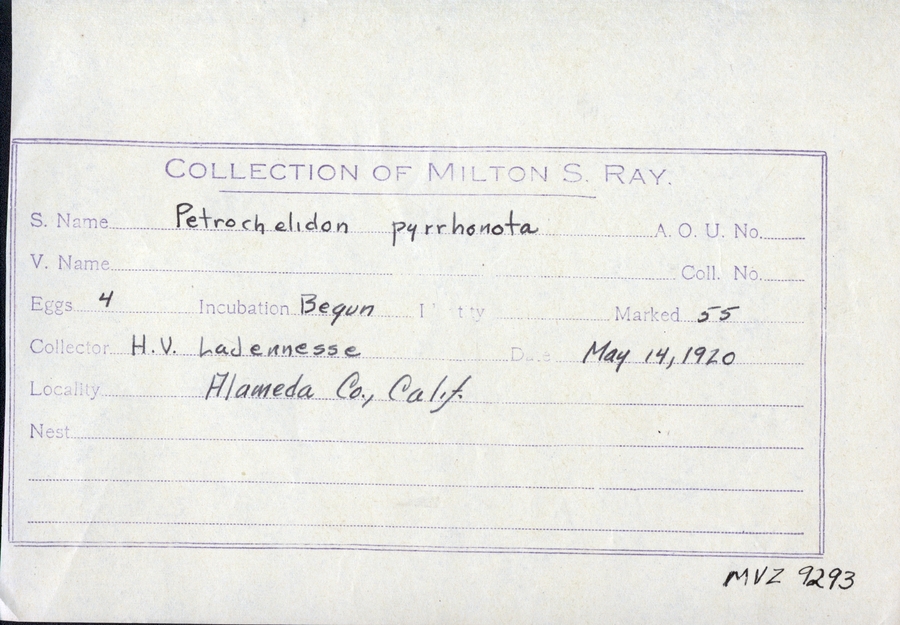 COLLECTION OF MILTON S. RAY.
S. Name Petrochelidon pyrrhonota A. O. U. No.
V. Name Coll. No.
Eggs 4 Incubation Begun Marked 55
Collector H.V. LaJennesse Date May 14, 1920
Locality Alameda Co., Calif.
Nest
MVZ 9293